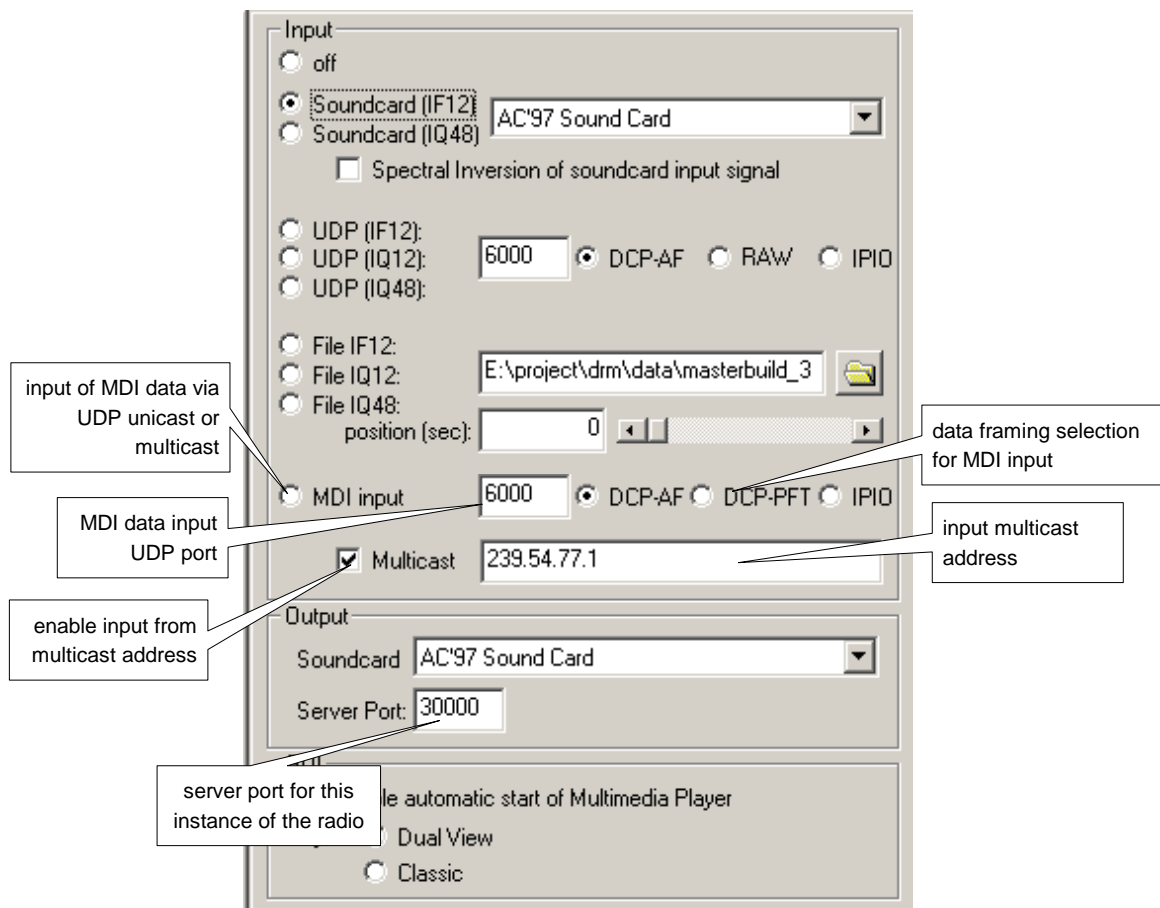 Input
off
Soundcard (IF12)
AC'97 Sound Card
Soundcard (IQ48)
Spectral Inversion of soundcard input signal
UDP (IF12):
UDP (IQ12):
6000 DCP-AF RAW IPIO
UDP (IQ48):
File IF12:
File IQ12:
E:\project\drm\data\masterbuild_3
File IQ48:
position (sec): 0
input of MDI data via
UDP unicast or
multicast
data framing selection
for MDI input
MDI input 6000 DCP-AF DCP-PFT IPIO
MDI data input
UDP port
input multicast
address
Multicast 239.54.77.1
enable input from
multicast address
Output
Soundcard AC'97 Sound Card
Server Port: 30000
server port for this
instance of the radio
automatic start of Multimedia Player
Dual View
Classic